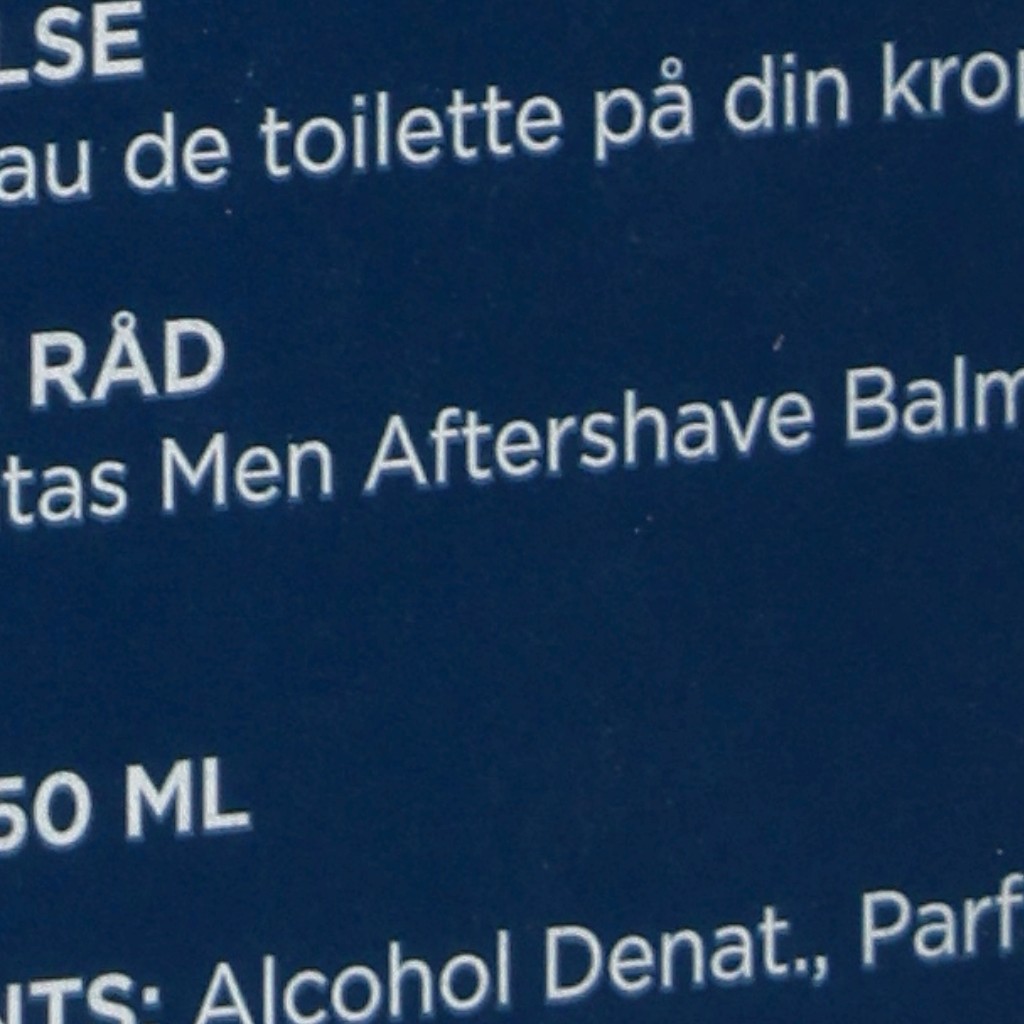 LSE
au de toilette på din krop
RÅD
tas Men Aftershave Balm
50 ML
NTS: Alcohol Denat., Parf